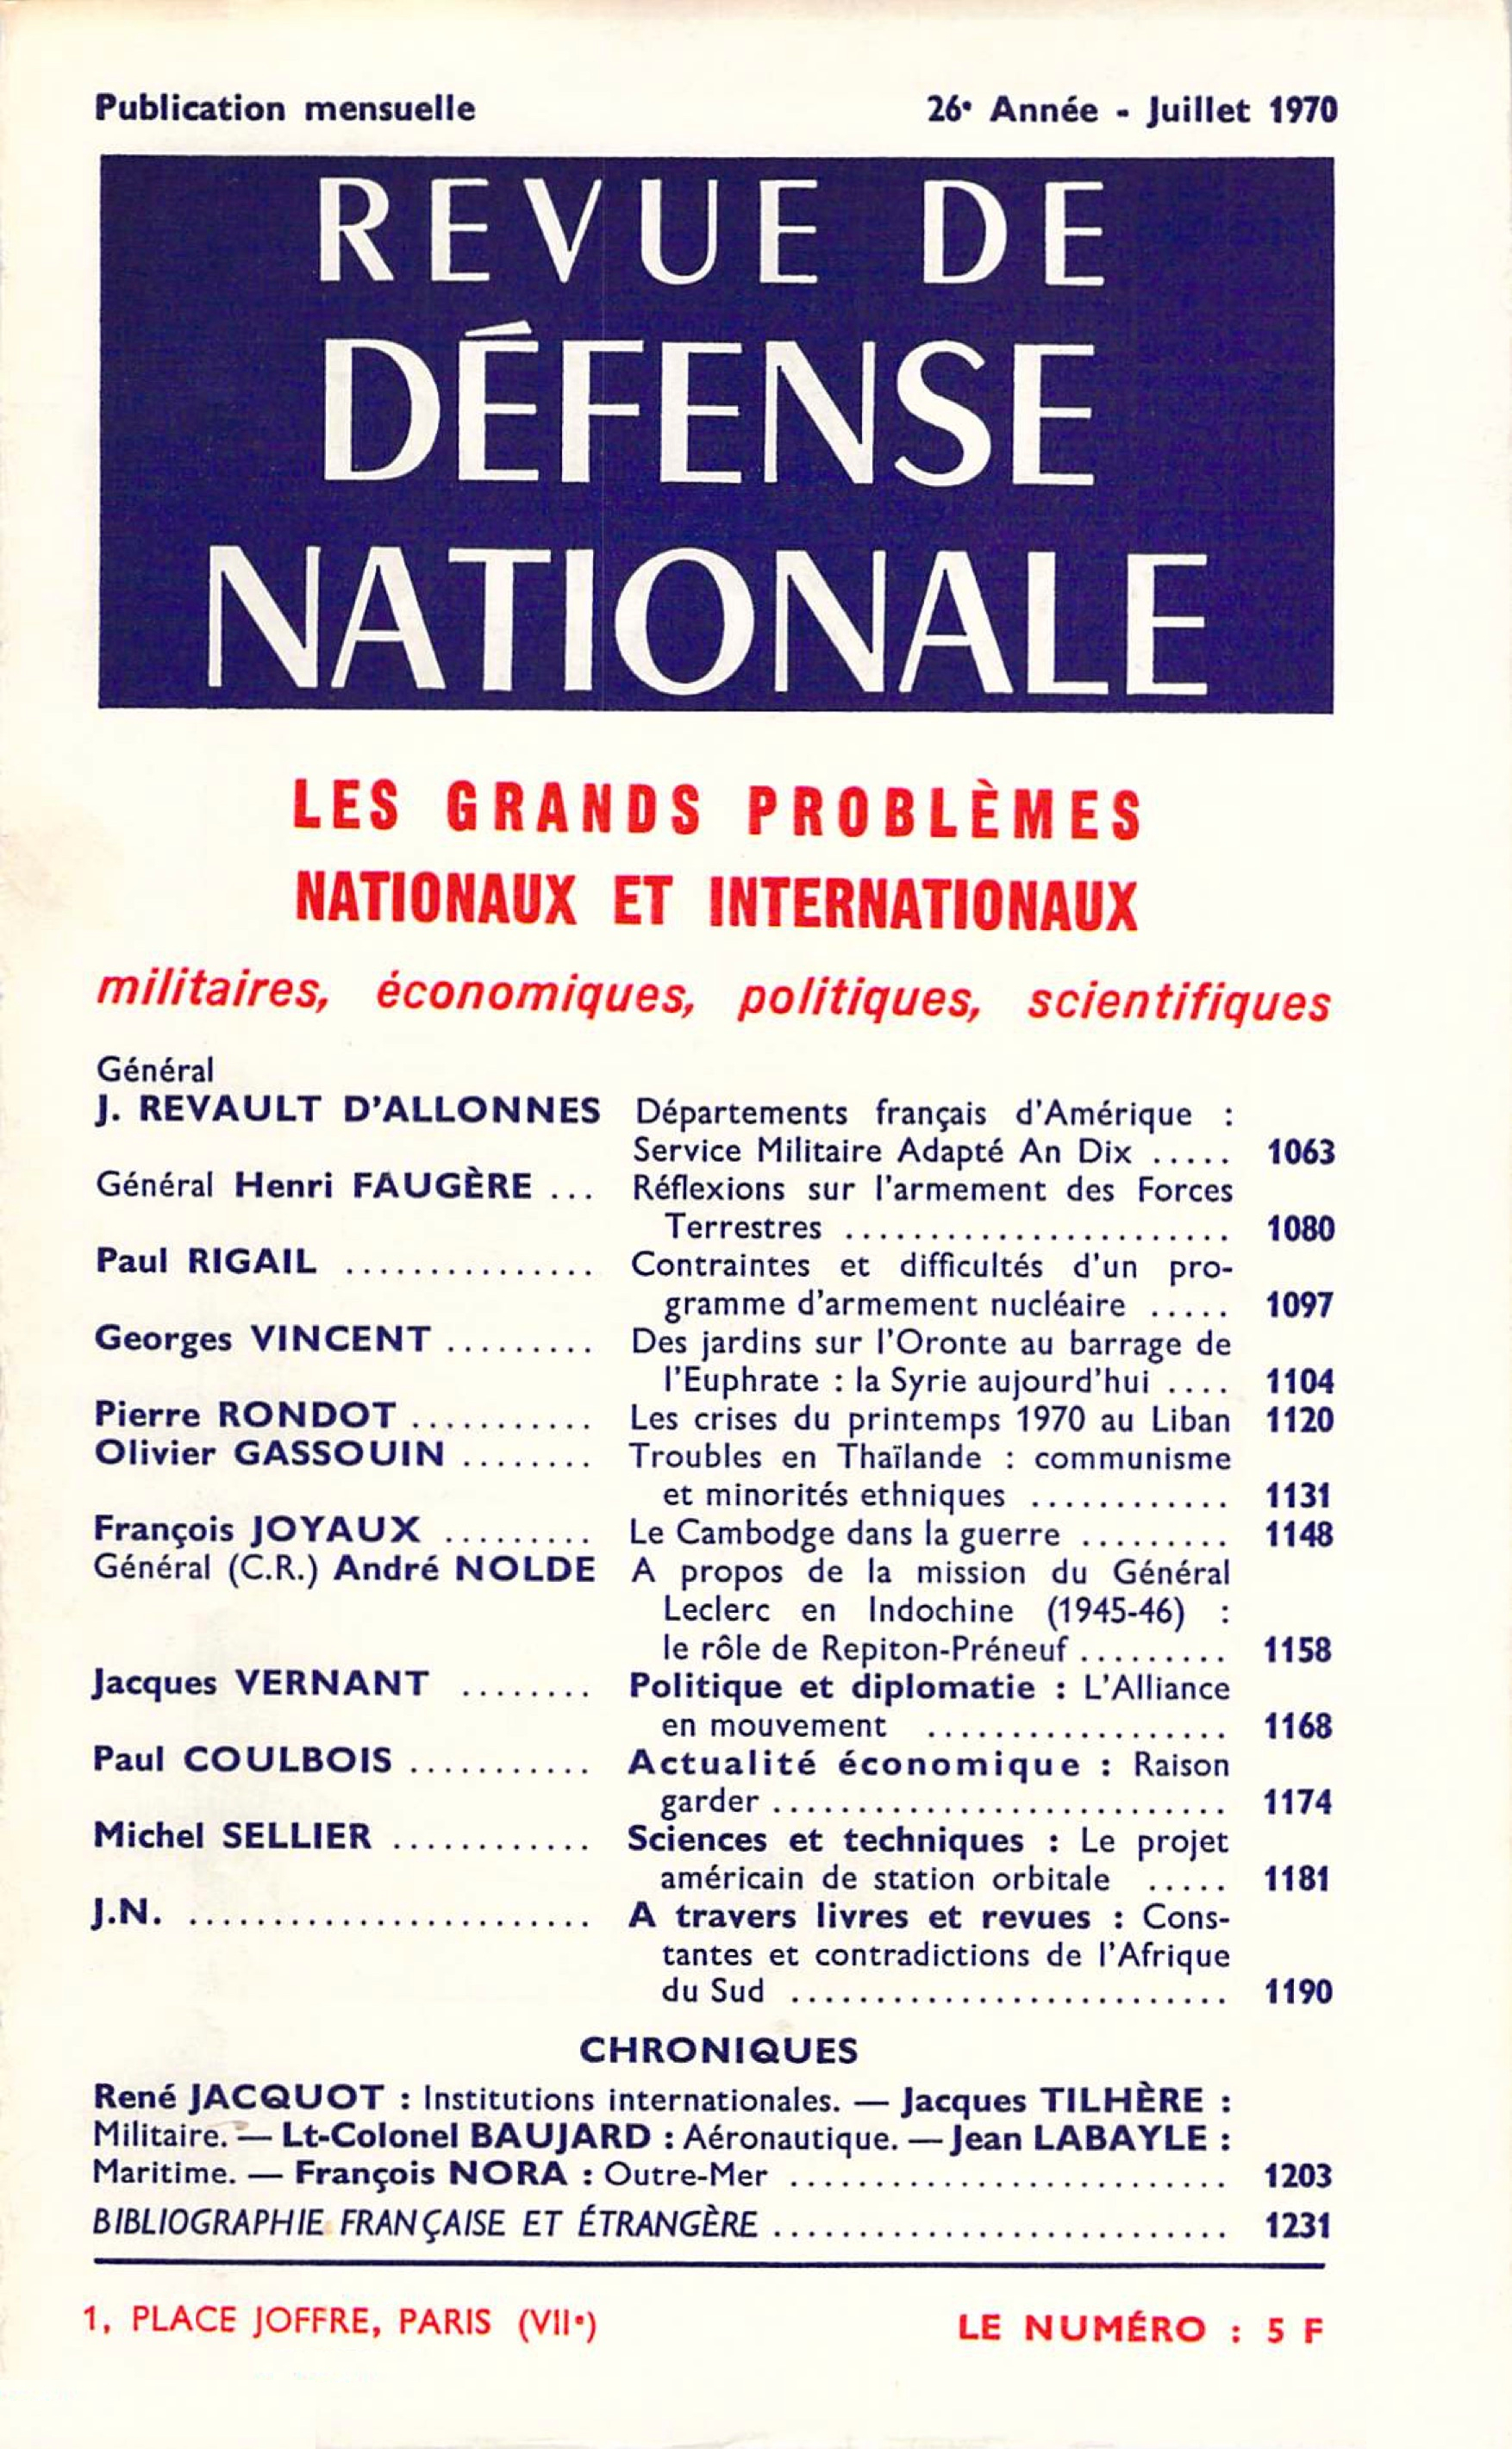 Publication mensuelle 26e Année - Juillet 1970
REVUE DE
DÉFENSE
NATIONALE
LES GRANDS PROBLÈMES
NATIONAUX ET INTERNATIONAUX
militaires, économiques, politiques, scientifiques
Général
J. REVAULT D'ALLONNES Départements français d'Amérique :
Service Militaire Adapté An Dix ..... 1063
Général Henri FAUGÈRE ... Réflexions sur l'armement des Forces
Terrestres ....................... 1080
Paul RIGAIL ............... Contraintes et difficultés d'un pro-
gramme d'armement nucléaire ..... 1097
Georges VINCENT ......... Des jardins sur l'Oronte au barrage de
l'Euphrate : la Syrie aujourd'hui .... 1104
Pierre RONDOT ........... Les crises du printemps 1970 au Liban 1120
Olivier GASSOUIN ........ Troubles en Thaïlande : communisme
et minorités ethniques ............ 1131
François JOYAUX ......... Le Cambodge dans la guerre ......... 1148
Général (C.R.) André NOLDE A propos de la mission du Général
Leclerc en Indochine (1945-46) :
le rôle de Repiton-Préneuf ......... 1158
Jacques VERNANT ........ Politique et diplomatie : L'Alliance
en mouvement .................. 1168
Paul COULBOIS ........... Actualité économique : Raison
garder ........................... 1174
Michel SELLIER ............ Sciences et techniques : Le projet
américain de station orbitale ..... 1181
J.N. ........................ A travers livres et revues : Cons-
tantes et contradictions de l'Afrique
du Sud .......................... 1190
CHRONIQUES
René JACQUOT : Institutions internationales. — Jacques TILHÈRE :
Militaire. — Lt-Colonel BAUJARD : Aéronautique. — Jean LABAYLE :
Maritime. — François NORA : Outre-Mer .......................... 1203
BIBLIOGRAPHIE FRANÇAISE ET ÉTRANGÈRE ........................... 1231
1, PLACE JOFFRE, PARIS (VIIe) LE NUMÉRO : 5 F